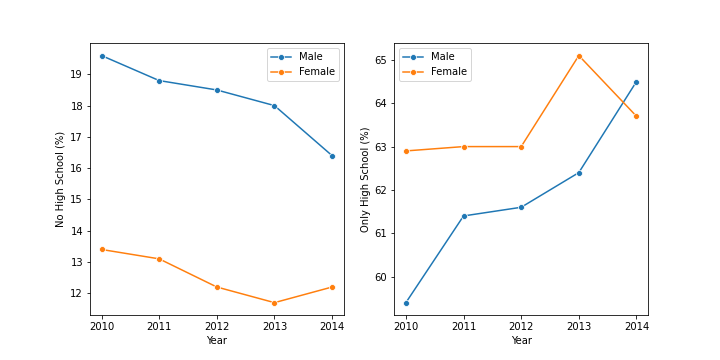 Male
Female
19
18
17
16
15
14
13
12
No High School (%)
2010 2011 2012 2013 2014
Year
Male
Female
65
64
63
62
61
60
Only High School (%)
2010 2011 2012 2013 2014
Year